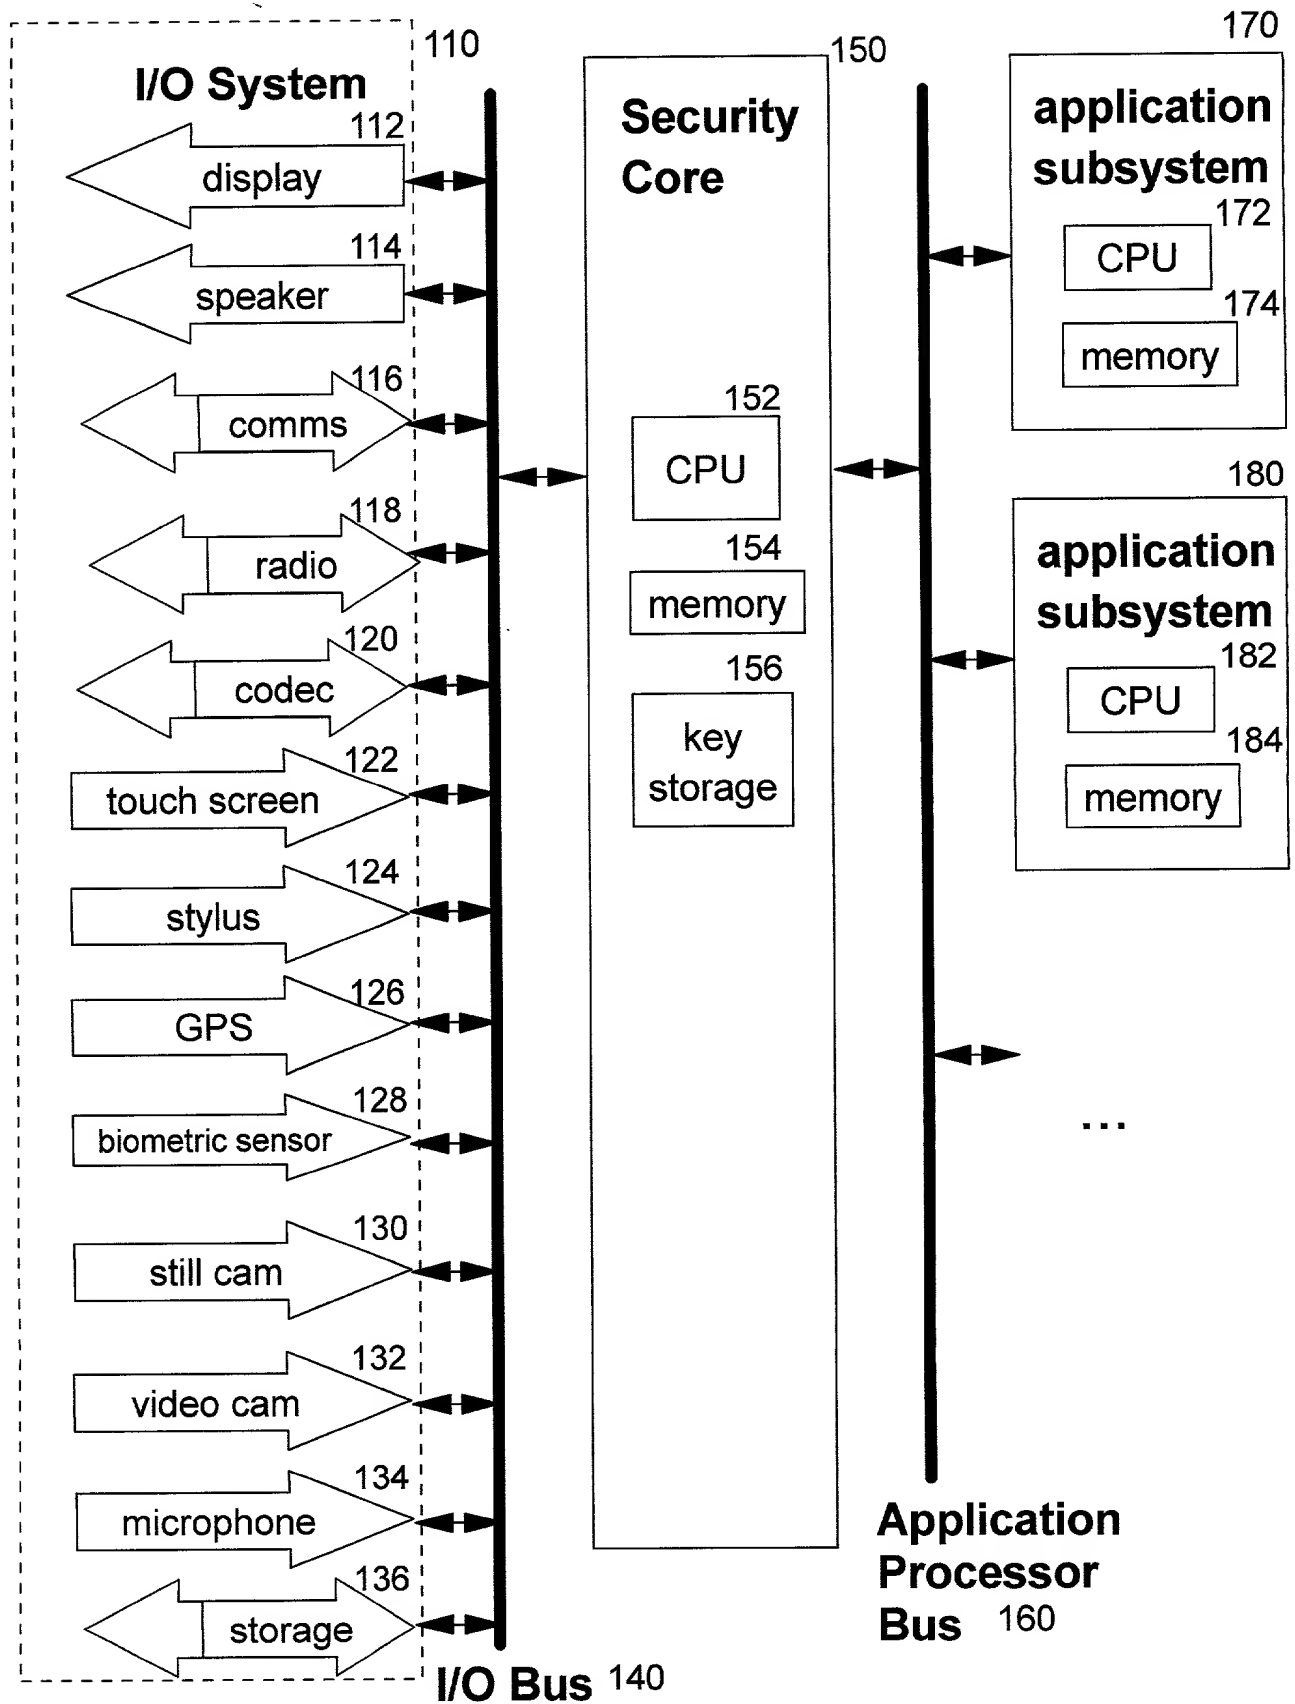 110
I/O System
112
display
114
speaker
116
comms
118
radio
120
codec
122
touch screen
124
stylus
126
GPS
128
biometric sensor
130
still cam
132
video cam
134
microphone
136
storage
I/O Bus 140
150
Security
Core
152
CPU
154
memory
156
key
storage
Application
Processor
Bus 160
170
application
subsystem
172
CPU
174
memory
180
application
subsystem
182
CPU
184
memory
...